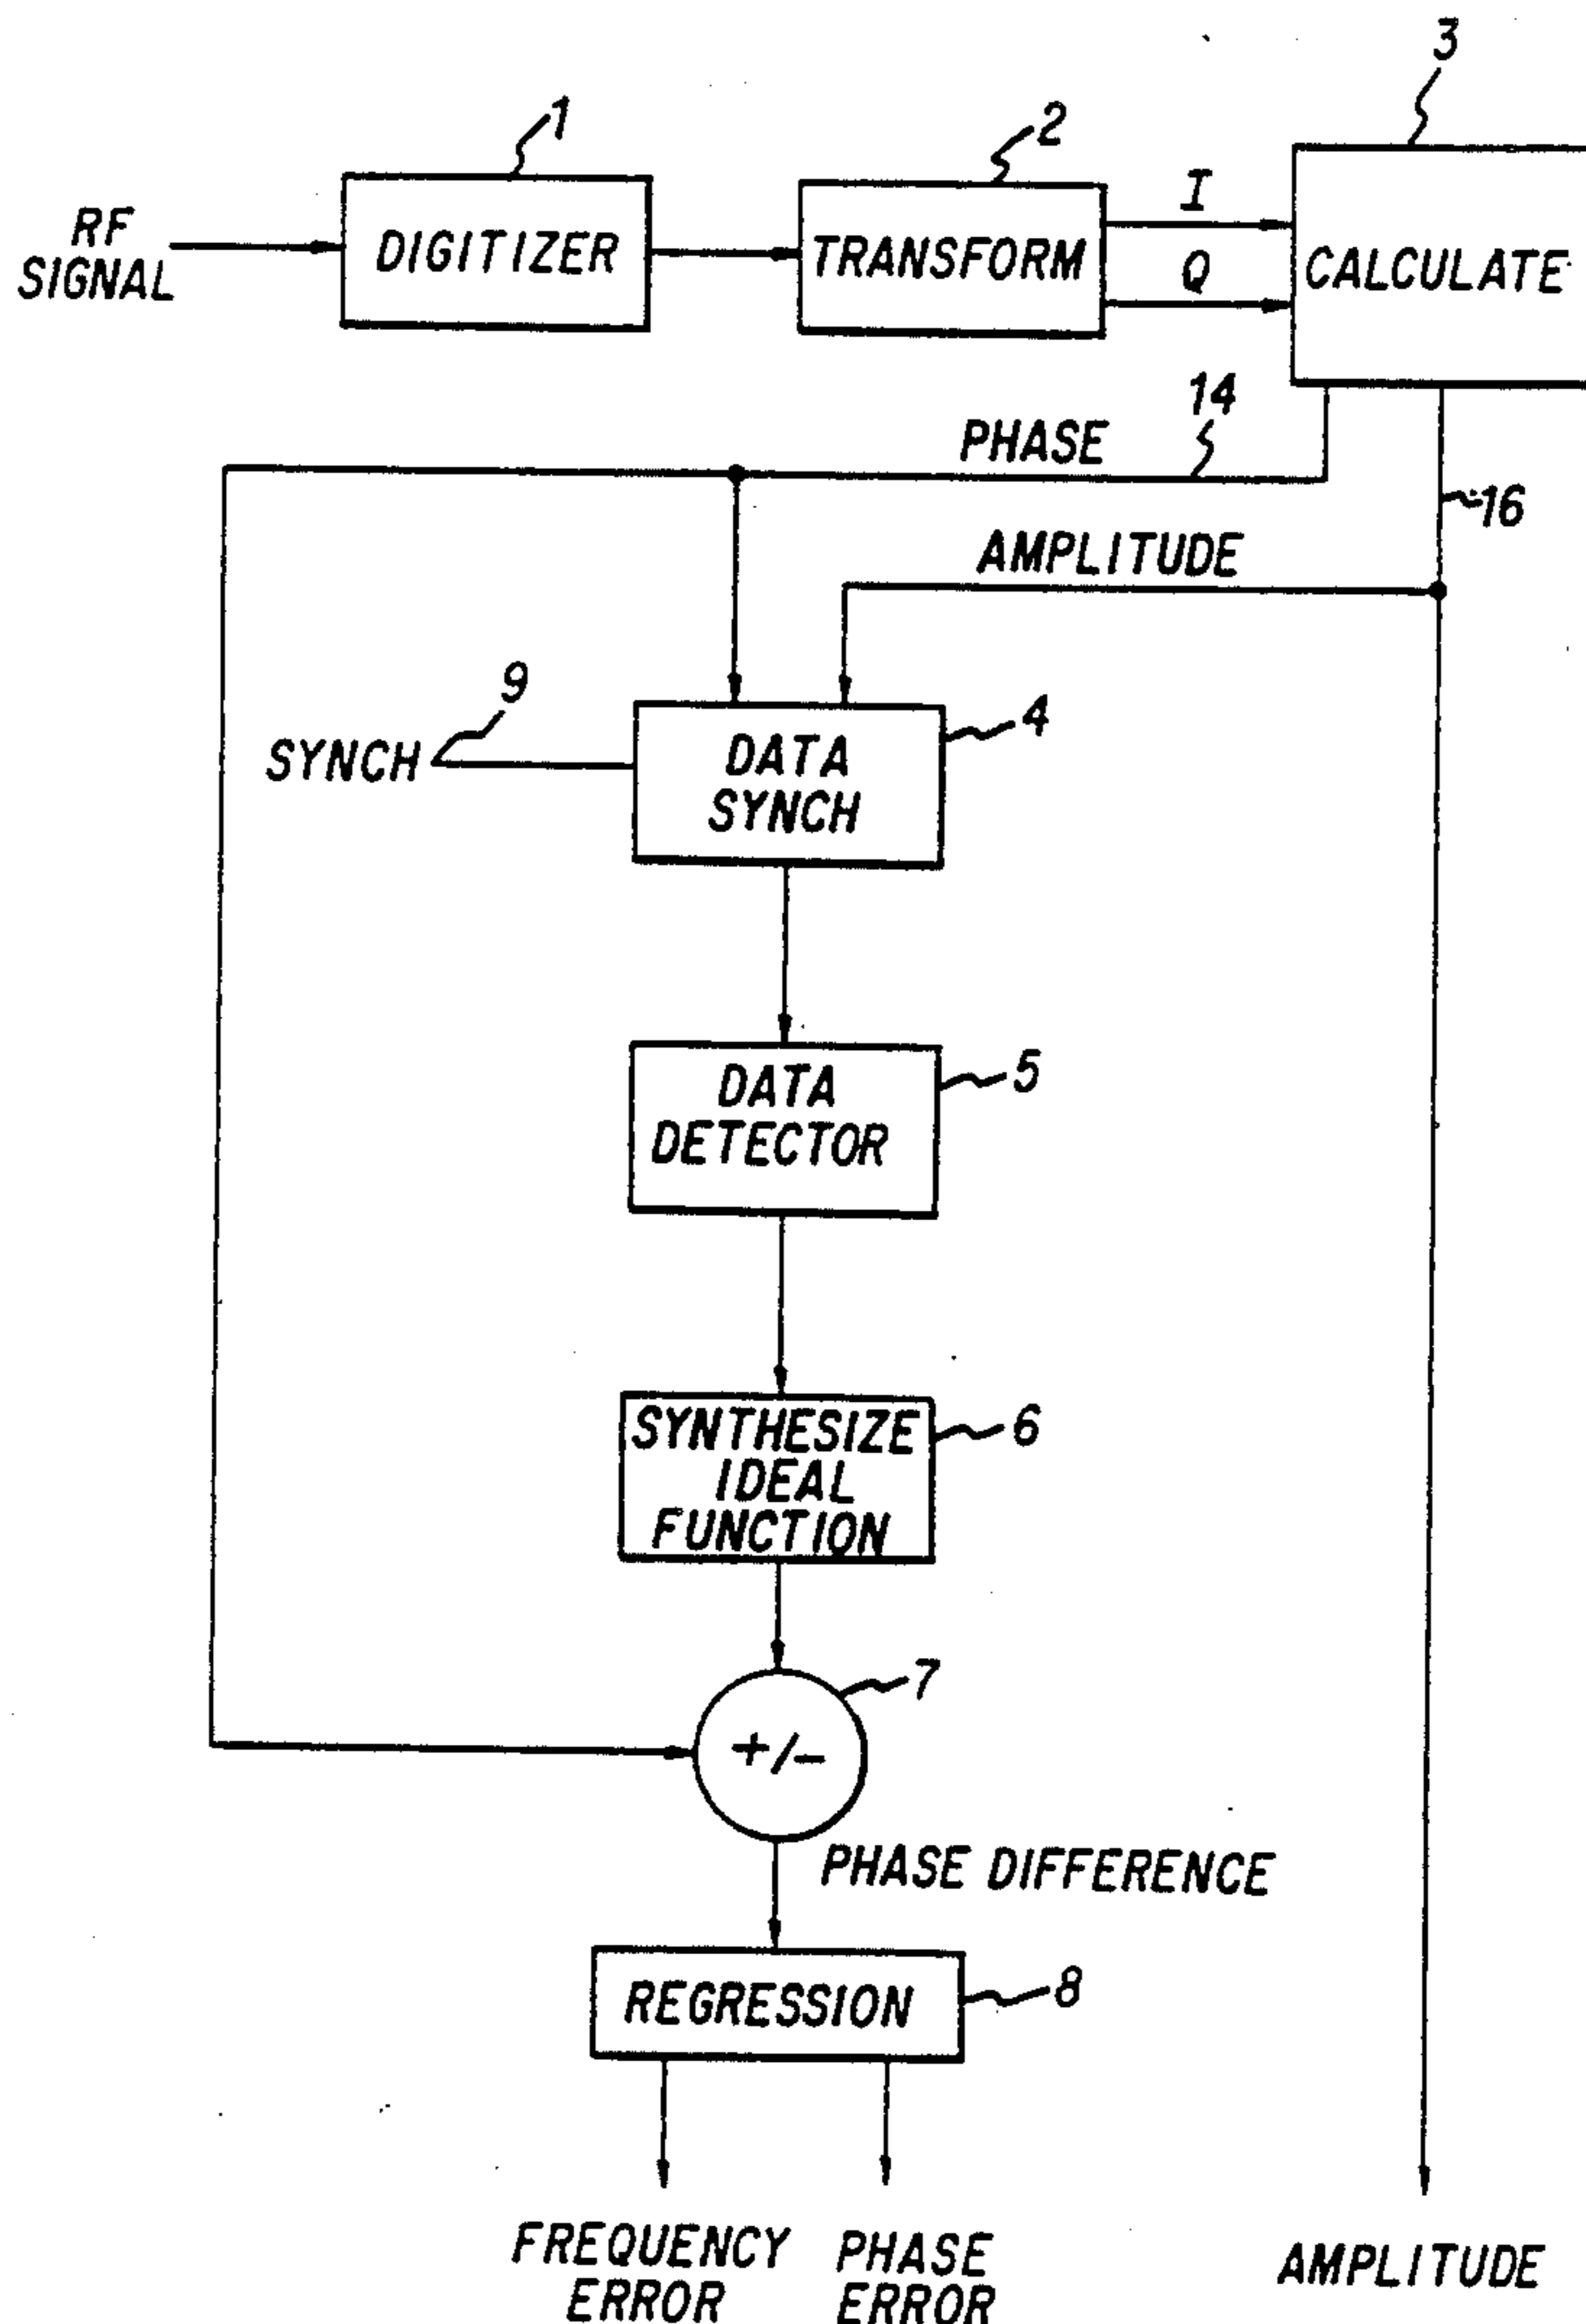 3
1
2
RF
SIGNAL
DIGITIZER
TRANSFORM
I
Q
CALCULATE
14
PHASE
16
AMPLITUDE
9
SYNCH
4
DATA
SYNCH
5
DATA
DETECTOR
6
SYNTHESIZE
IDEAL
FUNCTION
7
+/-
PHASE DIFFERENCE
8
REGRESSION
FREQUENCY
ERROR
PHASE
ERROR
AMPLITUDE